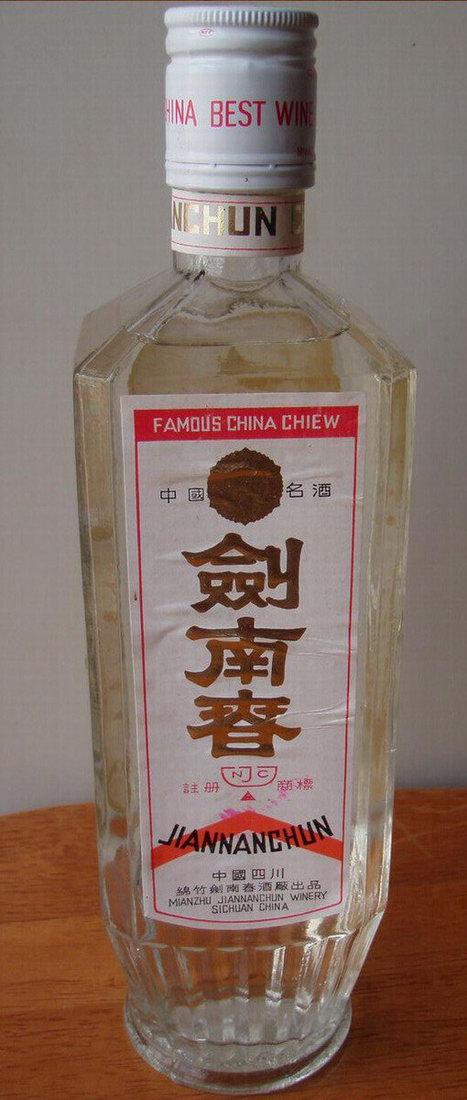 HINA BEST WINE
NCHUN
FAMOUS CHINA CHIEW
中國 名酒
劍南春
NJC
註册 商標
JIANNANCHUN
中國四川
綿竹劍南春酒廠出品
MIANZHU JIANNANCHUN WINERY
SICHUAN CHINA